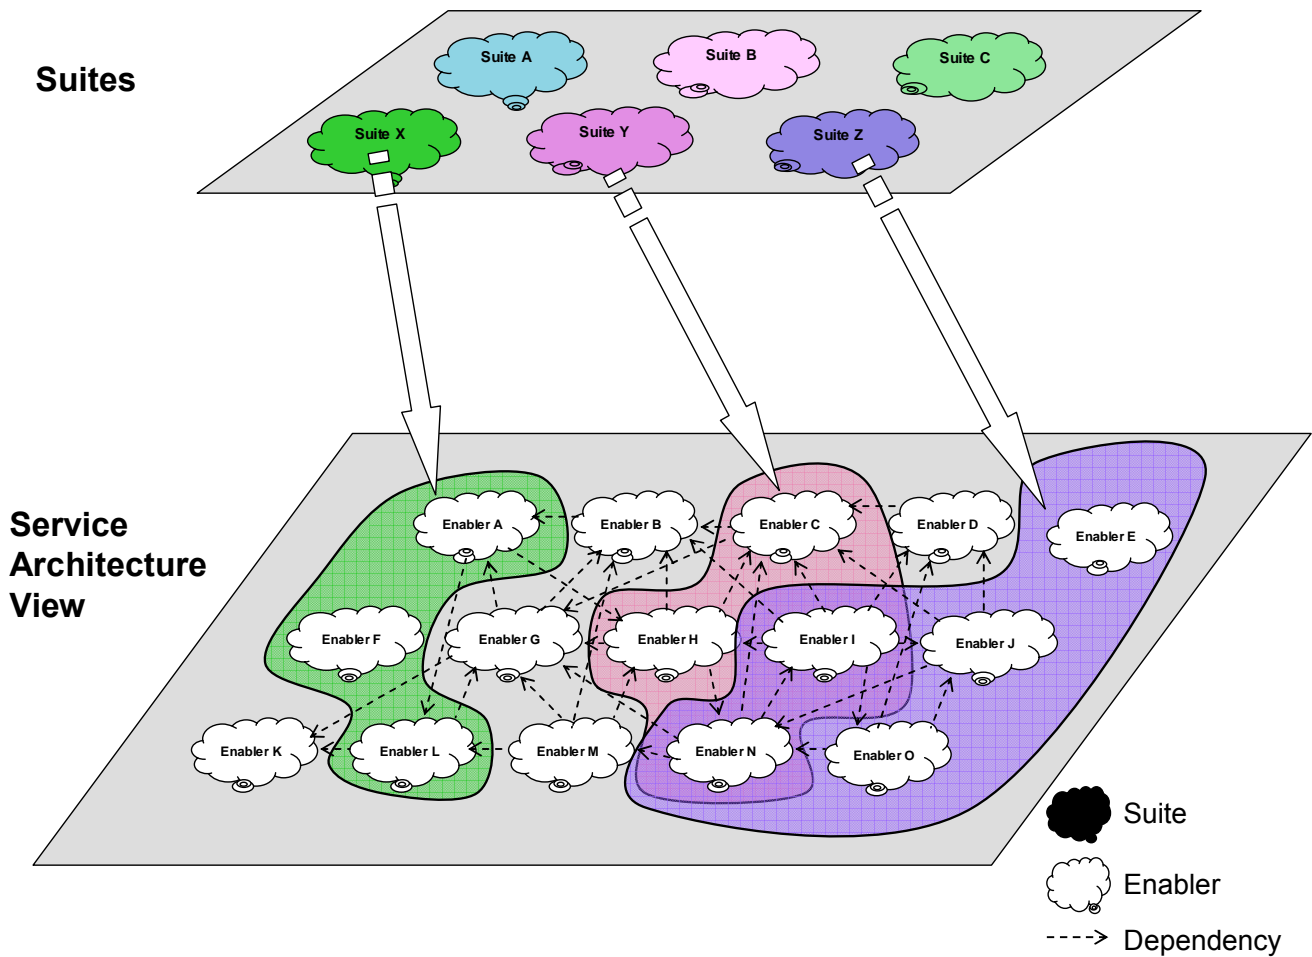 Suites
Suite A
Suite B
Suite C
Suite X
Suite Y
Suite Z
Service
Architecture
View
Enabler A
Enabler B
Enabler C
Enabler D
Enabler E
Enabler F
Enabler G
Enabler H
Enabler I
Enabler J
Enabler K
Enabler L
Enabler M
Enabler N
Enabler O
Suite
Enabler
Dependency